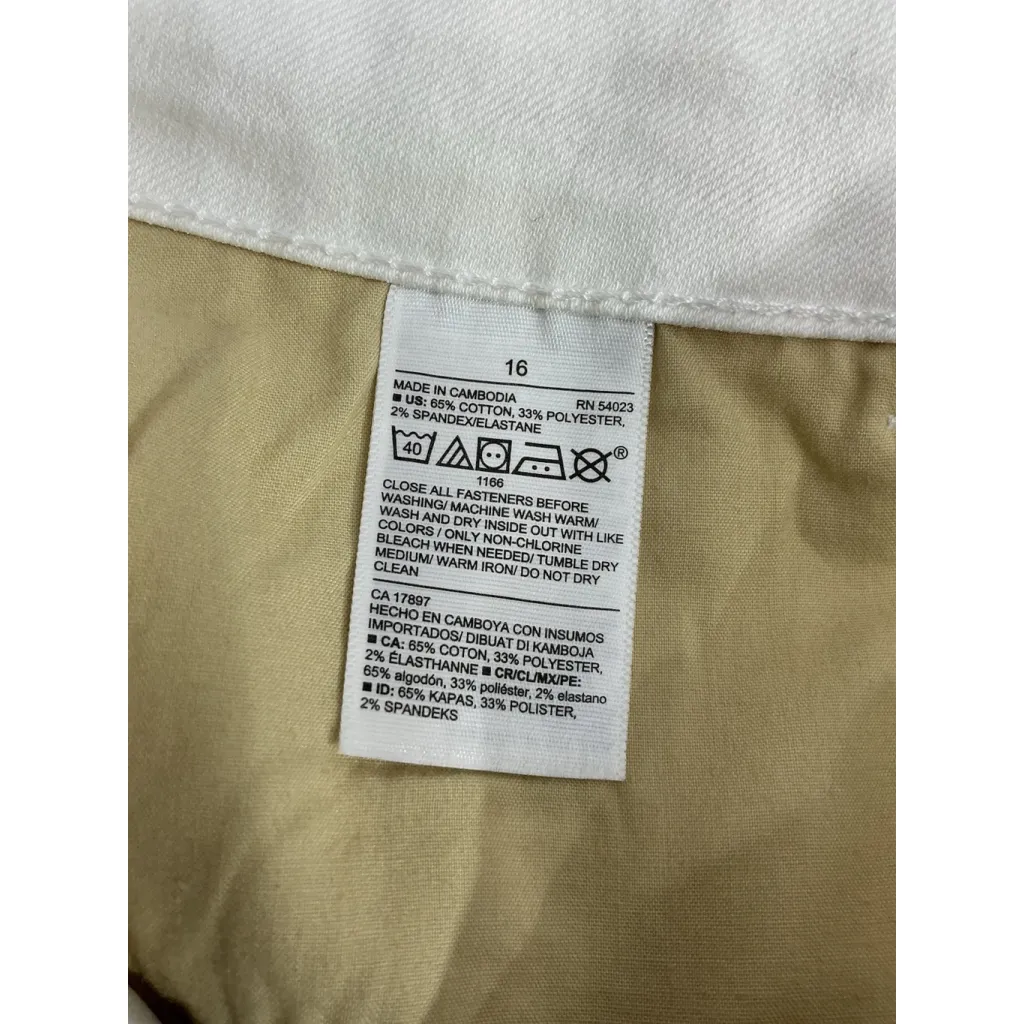 16
MADE IN CAMBODIA RN 54023
■ US: 65% COTTON, 33% POLYESTER,
2% SPANDEX/ELASTANE
40 ®
1166
CLOSE ALL FASTENERS BEFORE
WASHING/ MACHINE WASH WARM/
WASH AND DRY INSIDE OUT WITH LIKE
COLORS / ONLY NON-CHLORINE
BLEACH WHEN NEEDED/ TUMBLE DRY
MEDIUM/ WARM IRON/ DO NOT DRY
CLEAN
CA 17897
HECHO EN CAMBOYA CON INSUMOS
IMPORTADOS/ DIBUAT DI KAMBOJA
■ CA: 65% COTON, 33% POLYESTER,
2% ÉLASTHANNE ■ CR/CL/MX/PE:
65% algodón, 33% poliéster, 2% elastano
■ ID: 65% KAPAS, 33% POLISTER,
2% SPANDEKS